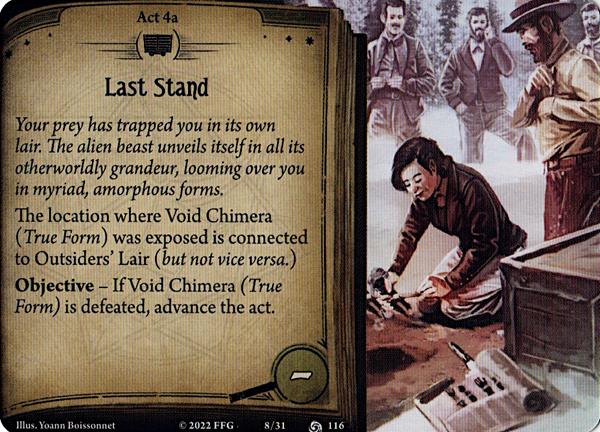 Act 4a
Last Stand
Your prey has trapped you in its own
lair. The alien beast unveils itself in all its
otherworldly grandeur, looming over you
in myriad, amorphous forms.
The location where Void Chimera
(True Form) was exposed is connected
to Outsiders' Lair (but not vice versa.)
Objective – If Void Chimera (True
Form) is defeated, advance the act.
–
Illus. Yoann Boissonnet © 2022 FFG 8/31 116